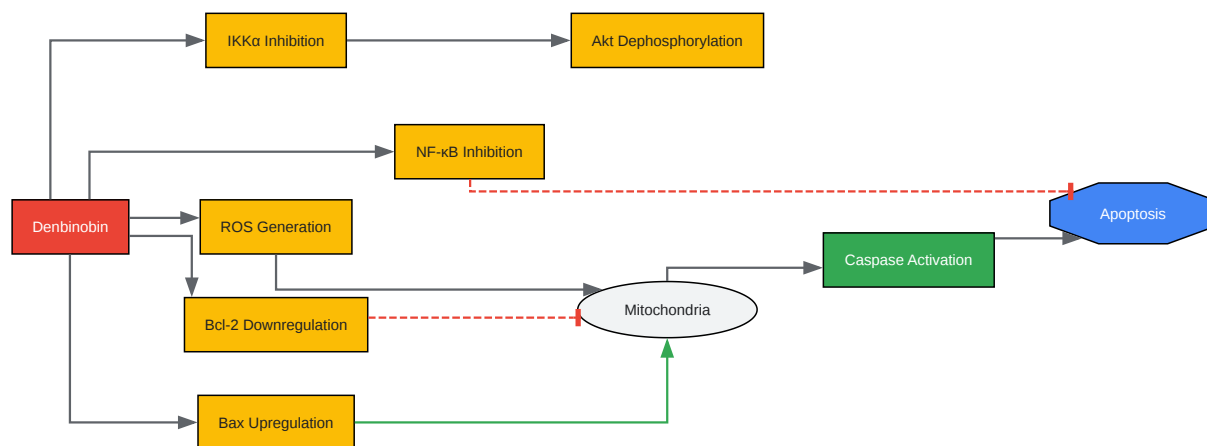 IKKα Inhibition
Akt Dephosphorylation
NF-κB Inhibition
Denbinobin
ROS Generation
Apoptosis
Caspase Activation
Bcl-2 Downregulation
Mitochondria
Bax Upregulation